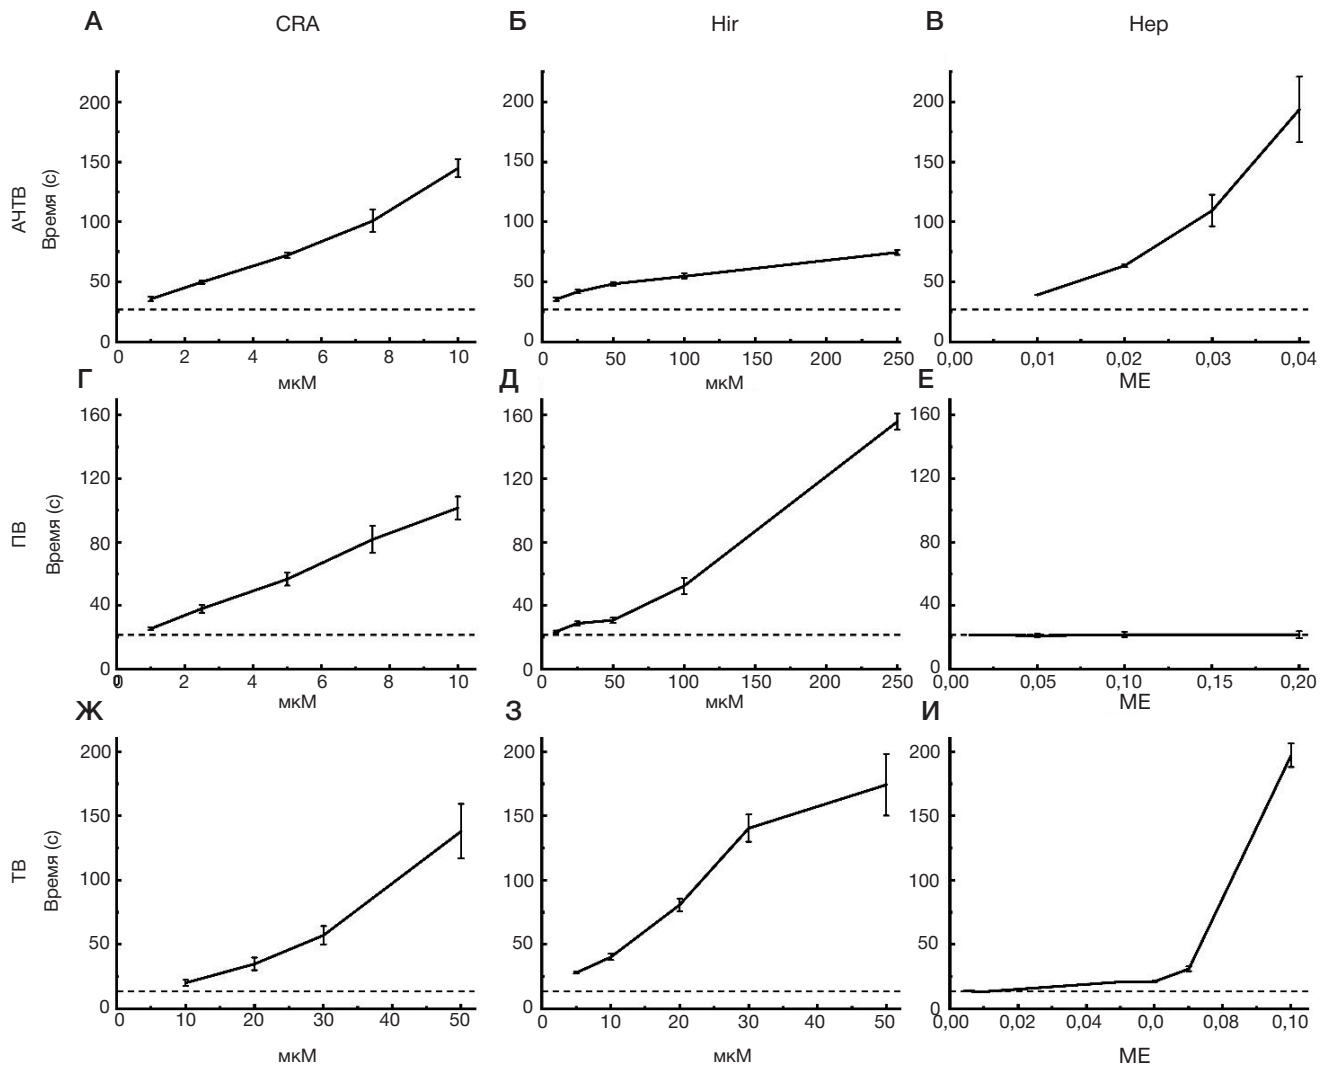 А CRA Б Hir В Hep
АЧТВ
Время (с)
200 200 200
150 150 150
100 100 100
50 50 50
0 0 0
0 2 4 6 8 10 0 50 100 150 200 250 0,00 0,01 0,02 0,03 0,04
мкМ мкМ МЕ
Г Д Е
ПВ
Время (с)
160 160 160
120 120 120
80 80 80
40 40 40
0 0 0
0 2 4 6 8 10 0 50 100 150 200 250 0,00 0,05 0,10 0,15 0,20
мкМ мкМ МЕ
Ж З И
ТВ
Время (с)
200 200 200
150 150 150
100 100 100
50 50 50
0 0 0
0 10 20 30 40 50 0 10 20 30 40 50 0,00 0,02 0,04 0,0 0,08 0,10
мкМ мкМ МЕ